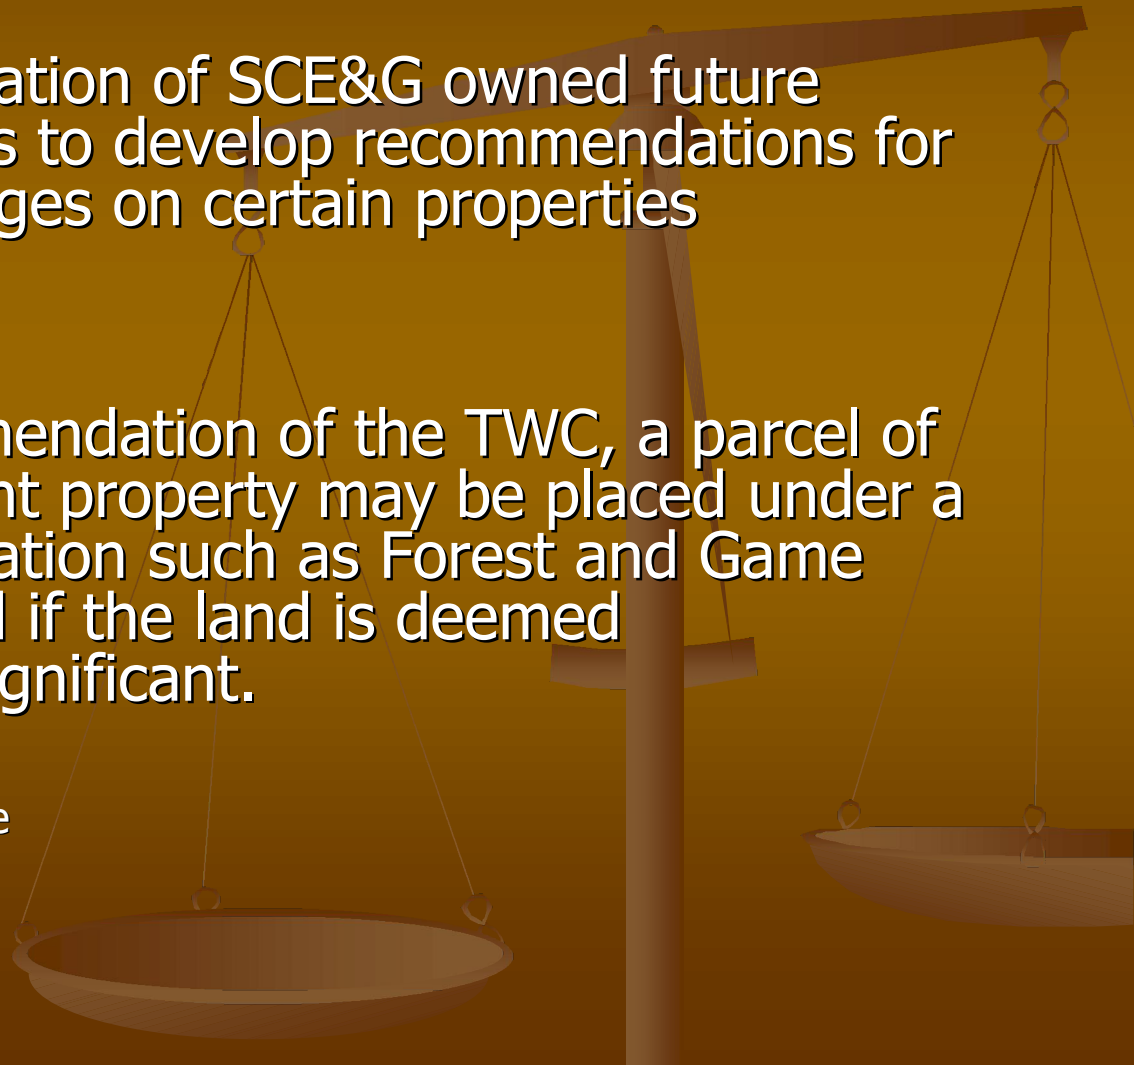 ation of SCE&G owned future
s to develop recommendations for
ges on certain properties
mendation of the TWC, a parcel of
nt property may be placed under a
ation such as Forest and Game
if the land is deemed
gnificant.
e